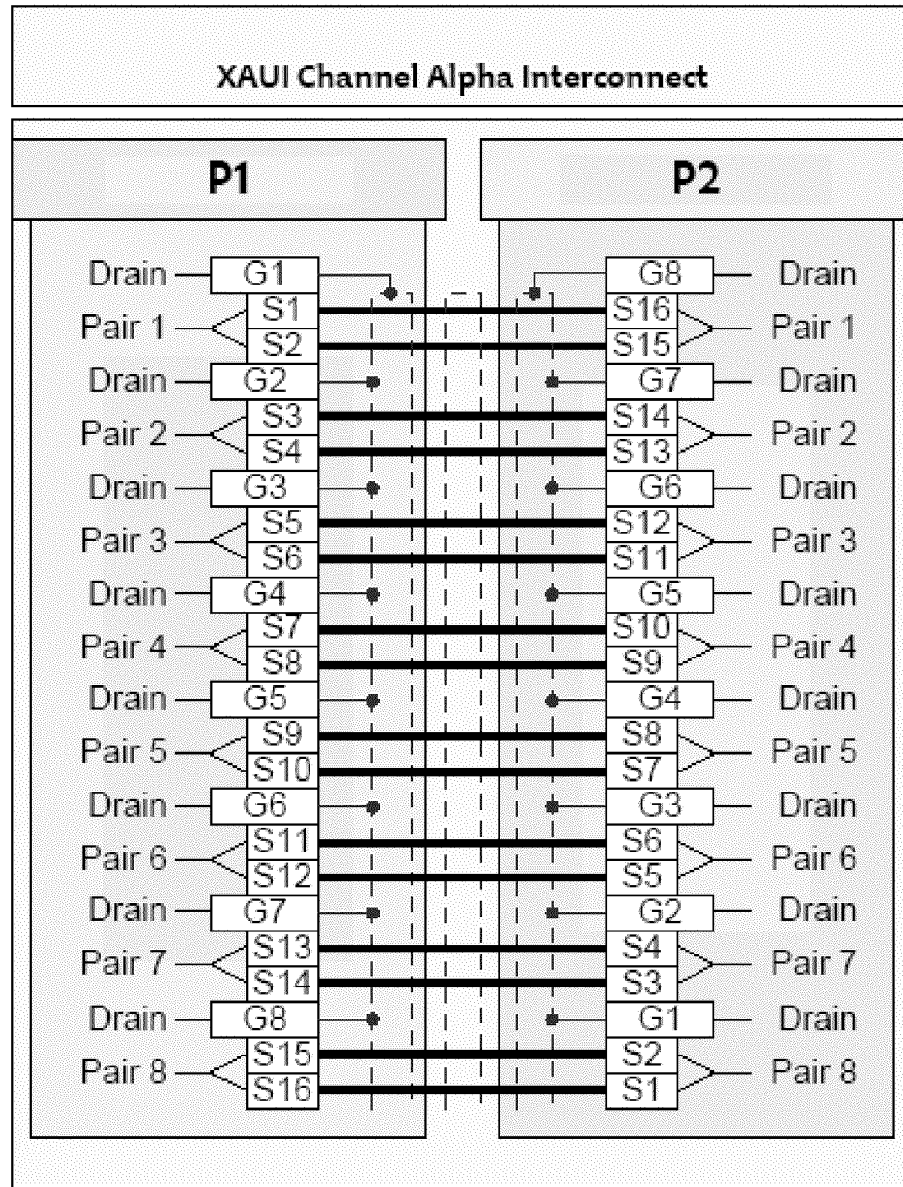 XAUI Channel Alpha Interconnect
P1 P2
Drain G1 G8 Drain
Pair 1 S1 S16 Pair 1
S2 S15
Drain G2 G7 Drain
Pair 2 S3 S14 Pair 2
S4 S13
Drain G3 G6 Drain
Pair 3 S5 S12 Pair 3
S6 S11
Drain G4 G5 Drain
Pair 4 S7 S10 Pair 4
S8 S9
Drain G5 G4 Drain
Pair 5 S9 S8 Pair 5
S10 S7
Drain G6 G3 Drain
Pair 6 S11 S6 Pair 6
S12 S5
Drain G7 G2 Drain
Pair 7 S13 S4 Pair 7
S14 S3
Drain G8 G1 Drain
Pair 8 S15 S2 Pair 8
S16 S1